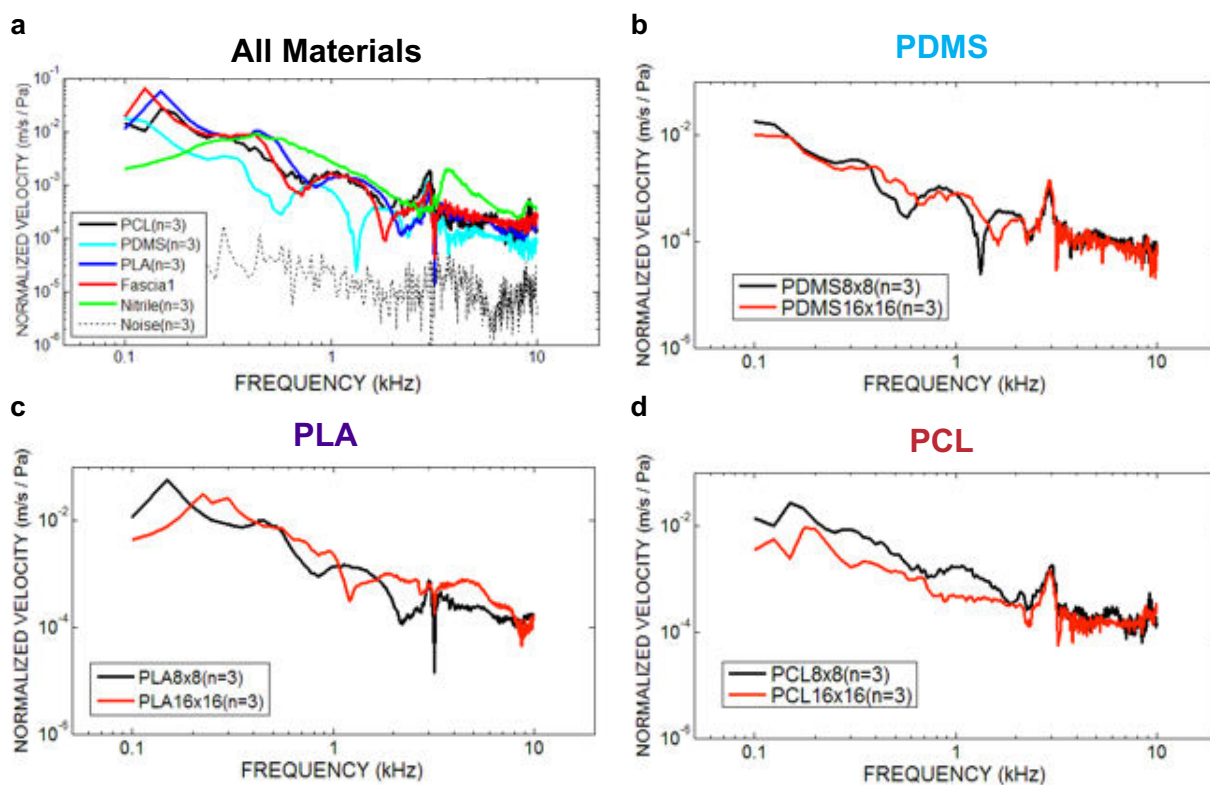 a
All Materials
NORMALIZED VELOCITY (m/s / Pa)
10-1
10-2
10-3
10-4
10-5
10-6
PCL(n=3)
PDMS(n=3)
PLA(n=3)
Fascia1
Nitrile(n=3)
Noise(n=3)
0.1
1
10
FREQUENCY (kHz)
b
PDMS
NORMALIZED VELOCITY (m/s / Pa)
10-2
10-4
10-6
PDMS8x8(n=3)
PDMS16x16(n=3)
0.1
1
10
FREQUENCY (kHz)
c
PLA
NORMALIZED VELOCITY (m/s / Pa)
10-2
10-4
10-6
PLA8x8(n=3)
PLA16x16(n=3)
0.1
1
10
FREQUENCY (kHz)
d
PCL
NORMALIZED VELOCITY (m/s / Pa)
10-2
10-4
10-6
PCL8x8(n=3)
PCL16x16(n=3)
0.1
1
10
FREQUENCY (kHz)